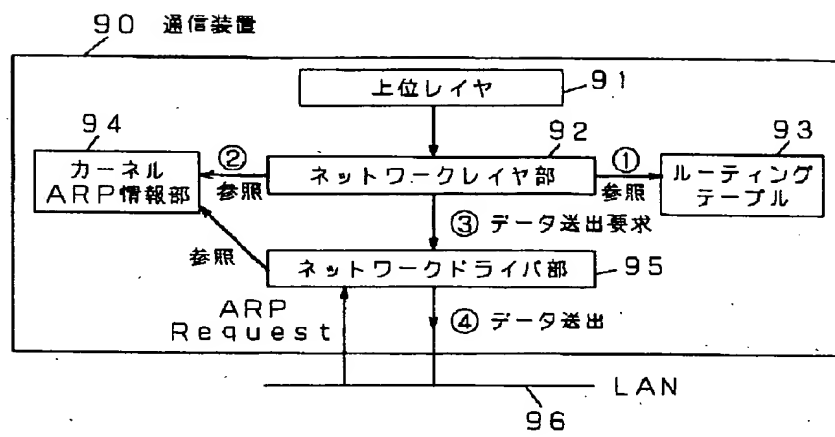 90 通信装置
上位レイヤ
91
94
92
93
カーネル
ARP情報部
②
参照
ネットワークレイヤ部
①
参照
ルーティング
テーブル
③ データ送出要求
参照
ネットワークドライバ部
95
ARP
Request
④ データ送出
LAN
96